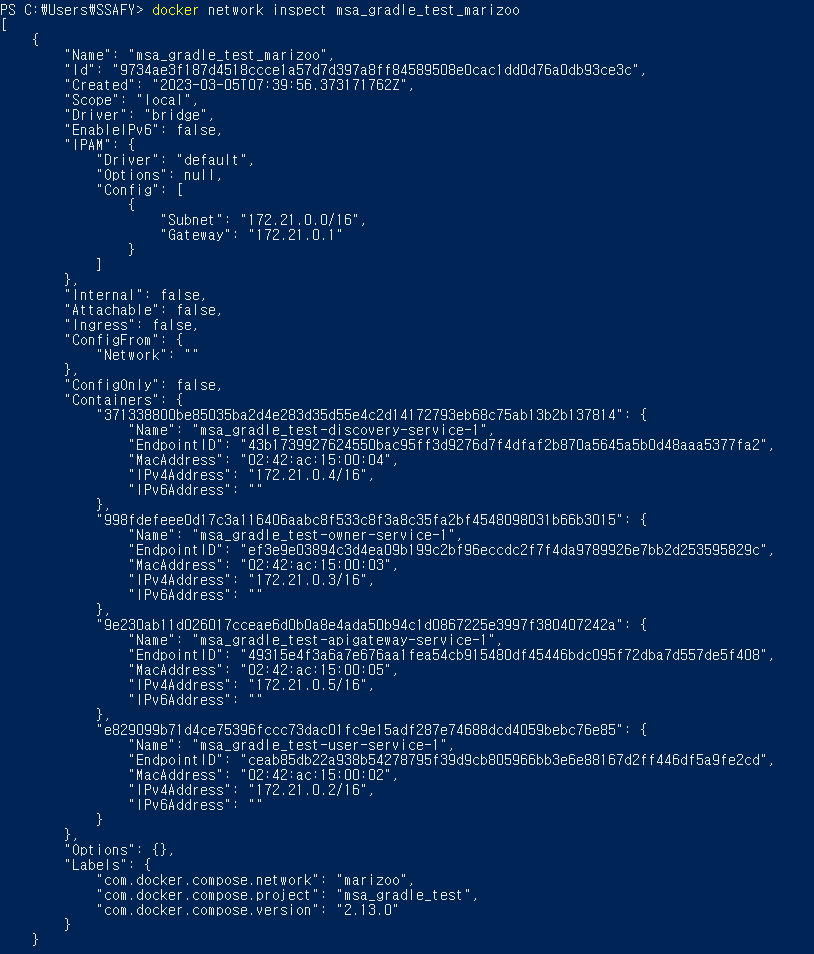 PS C:₩Users₩SSAFY> docker network inspect msa_gradle_test_marizoo
[
    {
        "Name": "msa_gradle_test_marizoo",
        "Id": "9734ae3f187d4518ccce1a57d7d397a8ff84589508e0cac1dd0d76a0db93ce3c",
        "Created": "2023-03-05T07:39:56.373171762Z",
        "Scope": "local",
        "Driver": "bridge",
        "EnableIPv6": false,
        "IPAM": {
            "Driver": "default",
            "Options": null,
            "Config": [
                {
                    "Subnet": "172.21.0.0/16",
                    "Gateway": "172.21.0.1"
                }
            ]
        },
        "Internal": false,
        "Attachable": false,
        "Ingress": false,
        "ConfigFrom": {
            "Network": ""
        },
        "ConfigOnly": false,
        "Containers": {
            "371338800be85035ba2d4e283d35d55e4c2d14172793eb68c75ab13b2b137814": {
                "Name": "msa_gradle_test-discovery-service-1",
                "EndpointID": "43b1739927624550bac95ff3d9276d7f4dfaf2b870a5645a5b0d48aaa5377fa2",
                "MacAddress": "02:42:ac:15:00:04",
                "IPv4Address": "172.21.0.4/16",
                "IPv6Address": ""
            },
            "998fdefeee0d17c3a116406aabc8f533c8f3a8c35fa2bf4548098031b66b3015": {
                "Name": "msa_gradle_test-owner-service-1",
                "EndpointID": "ef3e9e03894c3d4ea09b199c2bf96eccdc2f7f4da9789926e7bb2d253595829c",
                "MacAddress": "02:42:ac:15:00:03",
                "IPv4Address": "172.21.0.3/16",
                "IPv6Address": ""
            },
            "9e230ab11d026017cceae6d0b0a8e4ada50b94c1d0867225e3997f380407242a": {
                "Name": "msa_gradle_test-apigateway-service-1",
                "EndpointID": "49315e4f3a6a7e676aa1fea54cb915480df45446bdc095f72dba7d557de5f408",
                "MacAddress": "02:42:ac:15:00:05",
                "IPv4Address": "172.21.0.5/16",
                "IPv6Address": ""
            },
            "e829099b71d4ce75396fccc73dac01fc9e15adf287e74688dcd4059bebc76e85": {
                "Name": "msa_gradle_test-user-service-1",
                "EndpointID": "ceab85db22a938b54278795f39d9cb805966bb3e6e88167d2ff446df5a9fe2cd",
                "MacAddress": "02:42:ac:15:00:02",
                "IPv4Address": "172.21.0.2/16",
                "IPv6Address": ""
            }
        },
        "Options": {},
        "Labels": {
            "com.docker.compose.network": "marizoo",
            "com.docker.compose.project": "msa_gradle_test",
            "com.docker.compose.version": "2.13.0"
        }
    }